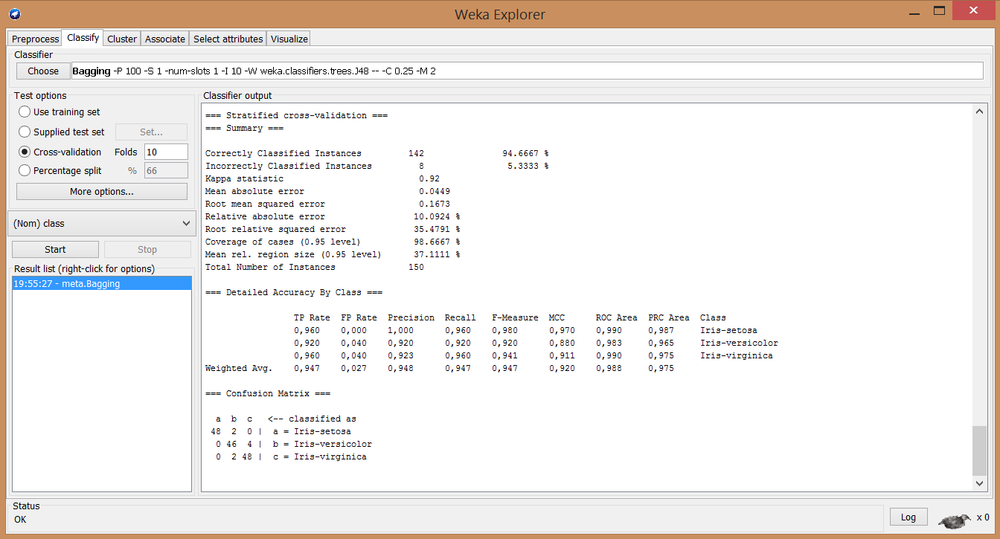 Weka Explorer
Preprocess Classify Cluster Associate Select attributes Visualize
Classifier
Choose Bagging -P 100 -S 1 -num-slots 1 -I 10 -W weka.classifiers.trees.J48 -- -C 0.25 -M 2
Test options
Use training set
Supplied test set Set...
Cross-validation Folds 10
Percentage split % 66
More options...
(Nom) class
Start Stop
Result list (right-click for options)
19:55:27 - meta.Bagging
Classifier output
=== Stratified cross-validation ===
=== Summary ===
Correctly Classified Instances 142 94.6667 %
Incorrectly Classified Instances 8 5.3333 %
Kappa statistic 0.92
Mean absolute error 0.0449
Root mean squared error 0.1673
Relative absolute error 10.0924 %
Root relative squared error 35.4791 %
Coverage of cases (0.95 level) 98.6667 %
Mean rel. region size (0.95 level) 37.1111 %
Total Number of Instances 150
=== Detailed Accuracy By Class ===
TP Rate FP Rate Precision Recall F-Measure MCC ROC Area PRC Area Class
0,960 0,000 1,000 0,960 0,980 0,970 0,990 0,987 Iris-setosa
0,920 0,040 0,920 0,920 0,920 0,880 0,983 0,965 Iris-versicolor
0,960 0,040 0,923 0,960 0,941 0,911 0,990 0,975 Iris-virginica
Weighted Avg. 0,947 0,027 0,948 0,947 0,947 0,920 0,988 0,975
=== Confusion Matrix ===
a b c <-- classified as
48 2 0 | a = Iris-setosa
0 46 4 | b = Iris-versicolor
0 2 48 | c = Iris-virginica
Status
OK
Log x 0